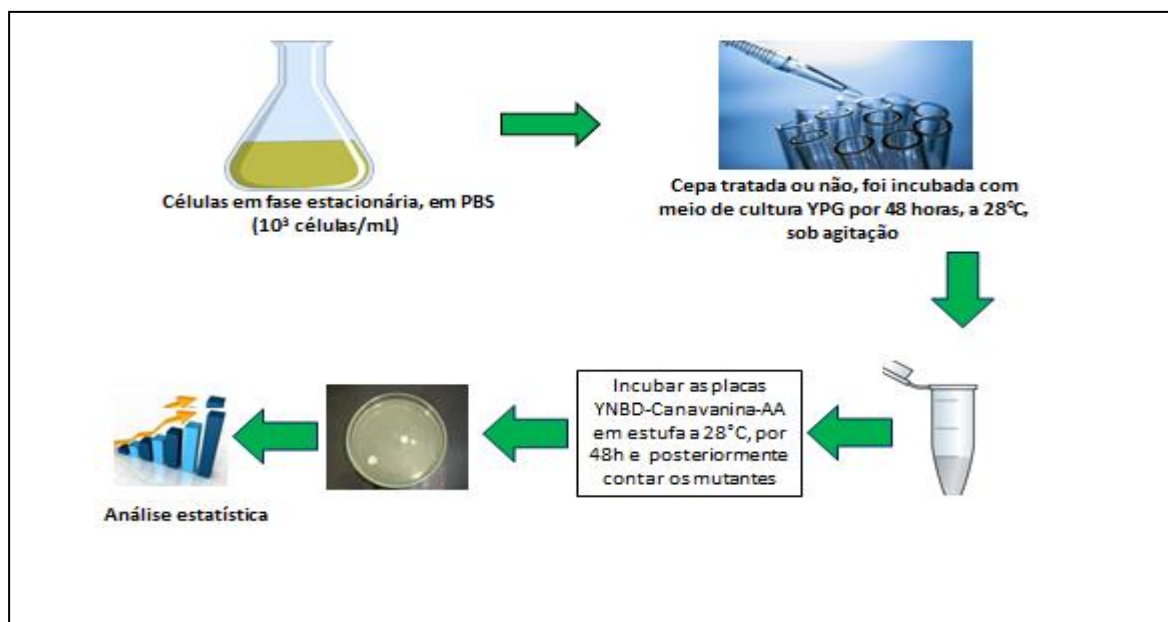 Células em fase estacionária, em PBS
(10³ células/mL)
Cepa tratada ou não, foi incubada com
meio de cultura YPG por 48 horas, a 28°C,
sob agitação
Incubar as placas
YNBD-Canavanina-AA
em estufa a 28°C, por
48h e posteriormente
contar os mutantes
Análise estatística